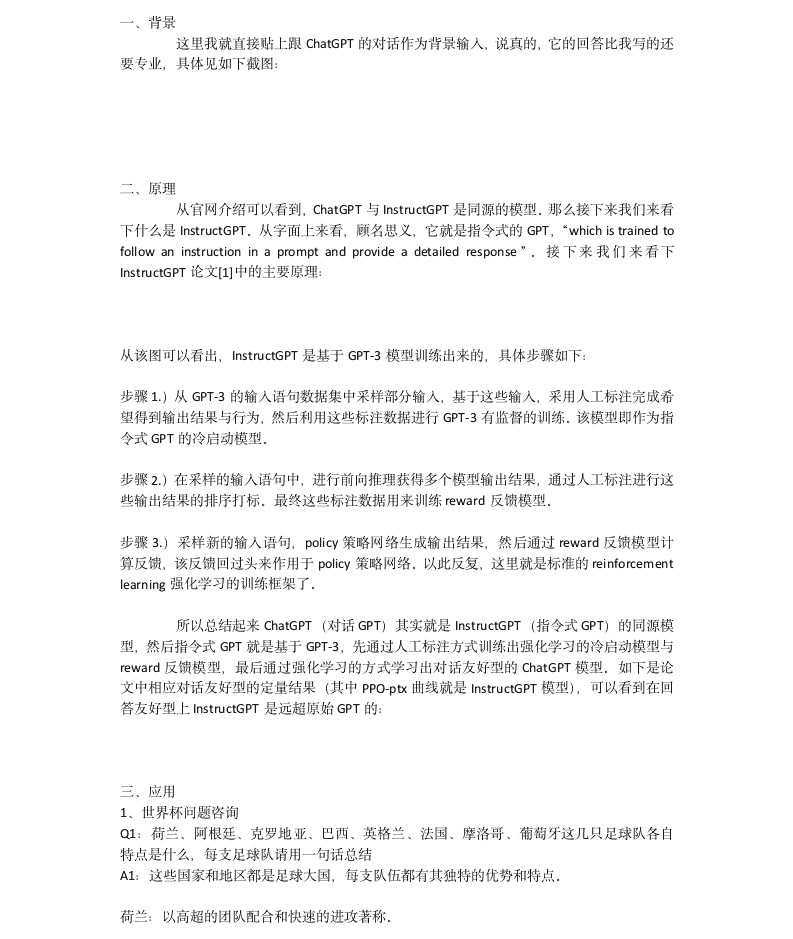 一、背景
这里我就直接贴上跟 ChatGPT 的对话作为背景输入，说真的，它的回答比我写的还
要专业，具体见如下截图：
二、原理
从官网介绍可以看到，ChatGPT 与 InstructGPT 是同源的模型．那么接下来我们来看
下什么是 InstructGPT．从字面上来看，顾名思义，它就是指令式的 GPT，“which is trained to
follow an instruction in a prompt and provide a detailed response ”．接下来我们来看下
InstructGPT 论文[1]中的主要原理：
从该图可以看出，InstructGPT 是基于 GPT-3 模型训练出来的，具体步骤如下：
步骤 1.）从 GPT-3 的输入语句数据集中采样部分输入，基于这些输入，采用人工标注完成希
望得到输出结果与行为，然后利用这些标注数据进行 GPT-3 有监督的训练．该模型即作为指
令式 GPT 的冷启动模型．
步骤 2.）在采样的输入语句中，进行前向推理获得多个模型输出结果，通过人工标注进行这
些输出结果的排序打标．最终这些标注数据用来训练 reward 反馈模型．
步骤 3.）采样新的输入语句，policy 策略网络生成输出结果，然后通过 reward 反馈模型计
算反馈，该反馈回过头来作用于 policy 策略网络．以此反复，这里就是标准的 reinforcement
learning 强化学习的训练框架了．
所以总结起来 ChatGPT（对话 GPT）其实就是 InstructGPT（指令式 GPT）的同源模
型，然后指令式 GPT 就是基于 GPT-3，先通过人工标注方式训练出强化学习的冷启动模型与
reward 反馈模型，最后通过强化学习的方式学习出对话友好型的 ChatGPT 模型．如下是论
文中相应对话友好型的定量结果（其中 PPO-ptx 曲线就是 InstructGPT 模型），可以看到在回
答友好型上 InstructGPT 是远超原始 GPT 的：
三、应用
1、世界杯问题咨询
Q1：荷兰、阿根廷、克罗地亚、巴西、英格兰、法国、摩洛哥、葡萄牙这几只足球队各自
特点是什么，每支足球队请用一句话总结
A1：这些国家和地区都是足球大国，每支队伍都有其独特的优势和特点．
荷兰：以高超的团队配合和快速的进攻著称．